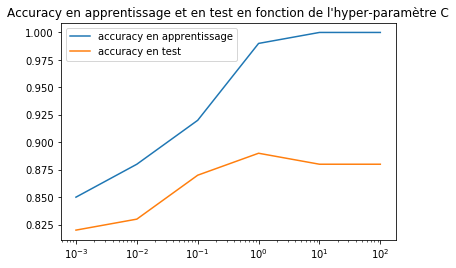 Accuracy en apprentissage et en test en fonction de l'hyper-paramètre C
1.000
0.975
0.950
0.925
0.900
0.875
0.850
0.825
accuracy en apprentissage
accuracy en test
10⁻³ 10⁻² 10⁻¹ 10⁰ 10¹ 10²